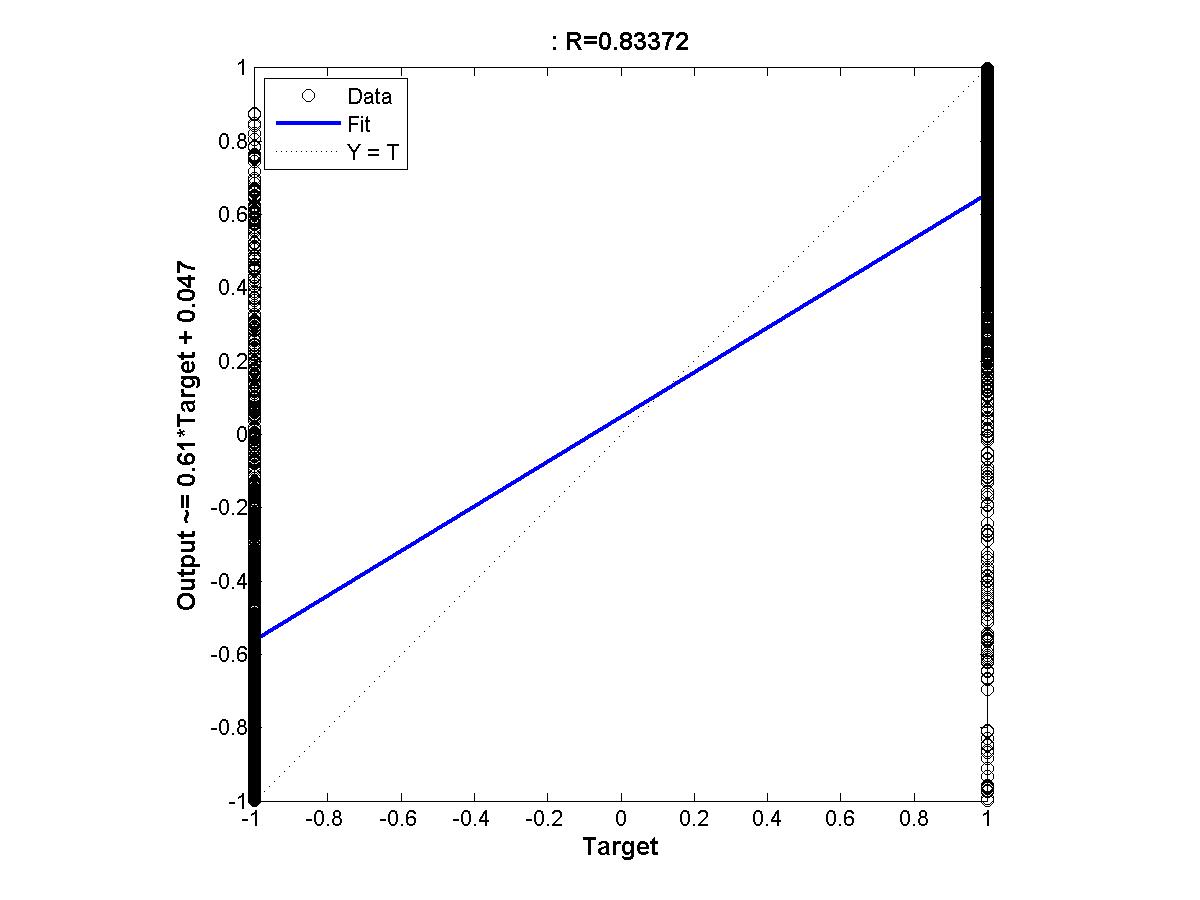 : R=0.83372
Data
Fit
Y = T
1
0.8
0.6
0.4
0.2
0
-0.2
-0.4
-0.6
-0.8
-1
Output ~= 0.61*Target + 0.047
-1 -0.8 -0.6 -0.4 -0.2 0 0.2 0.4 0.6 0.8 1
Target